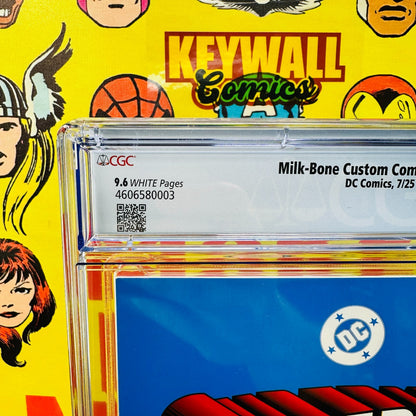 KEYWALL
Comics
CGC
Milk-Bone Custom Com
9.6 WHITE Pages
DC Comics, 7/25
4606580003
DC